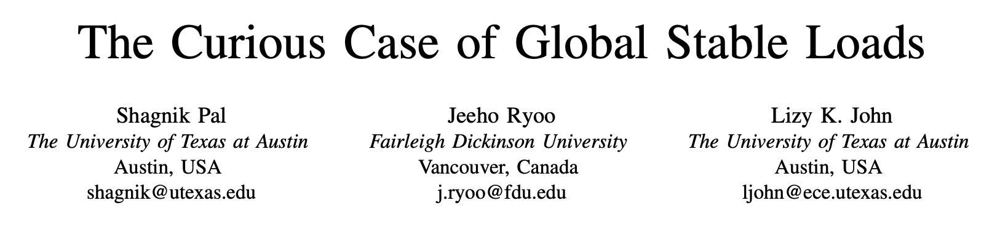 The Curious Case of Global Stable Loads
Shagnik Pal
The University of Texas at Austin
Austin, USA
shagnik@utexas.edu
Jeeho Ryoo
Fairleigh Dickinson University
Vancouver, Canada
j.ryoo@fdu.edu
Lizy K. John
The University of Texas at Austin
Austin, USA
ljohn@ece.utexas.edu